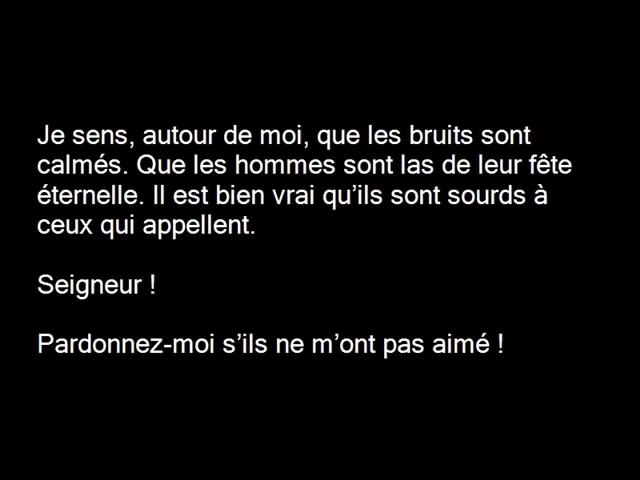 Je sens, autour de moi, que les bruits sont
calmés. Que les hommes sont las de leur fête
éternelle. Il est bien vrai qu’ils sont sourds à
ceux qui appellent.
Seigneur !
Pardonnez-moi s’ils ne m’ont pas aimé !